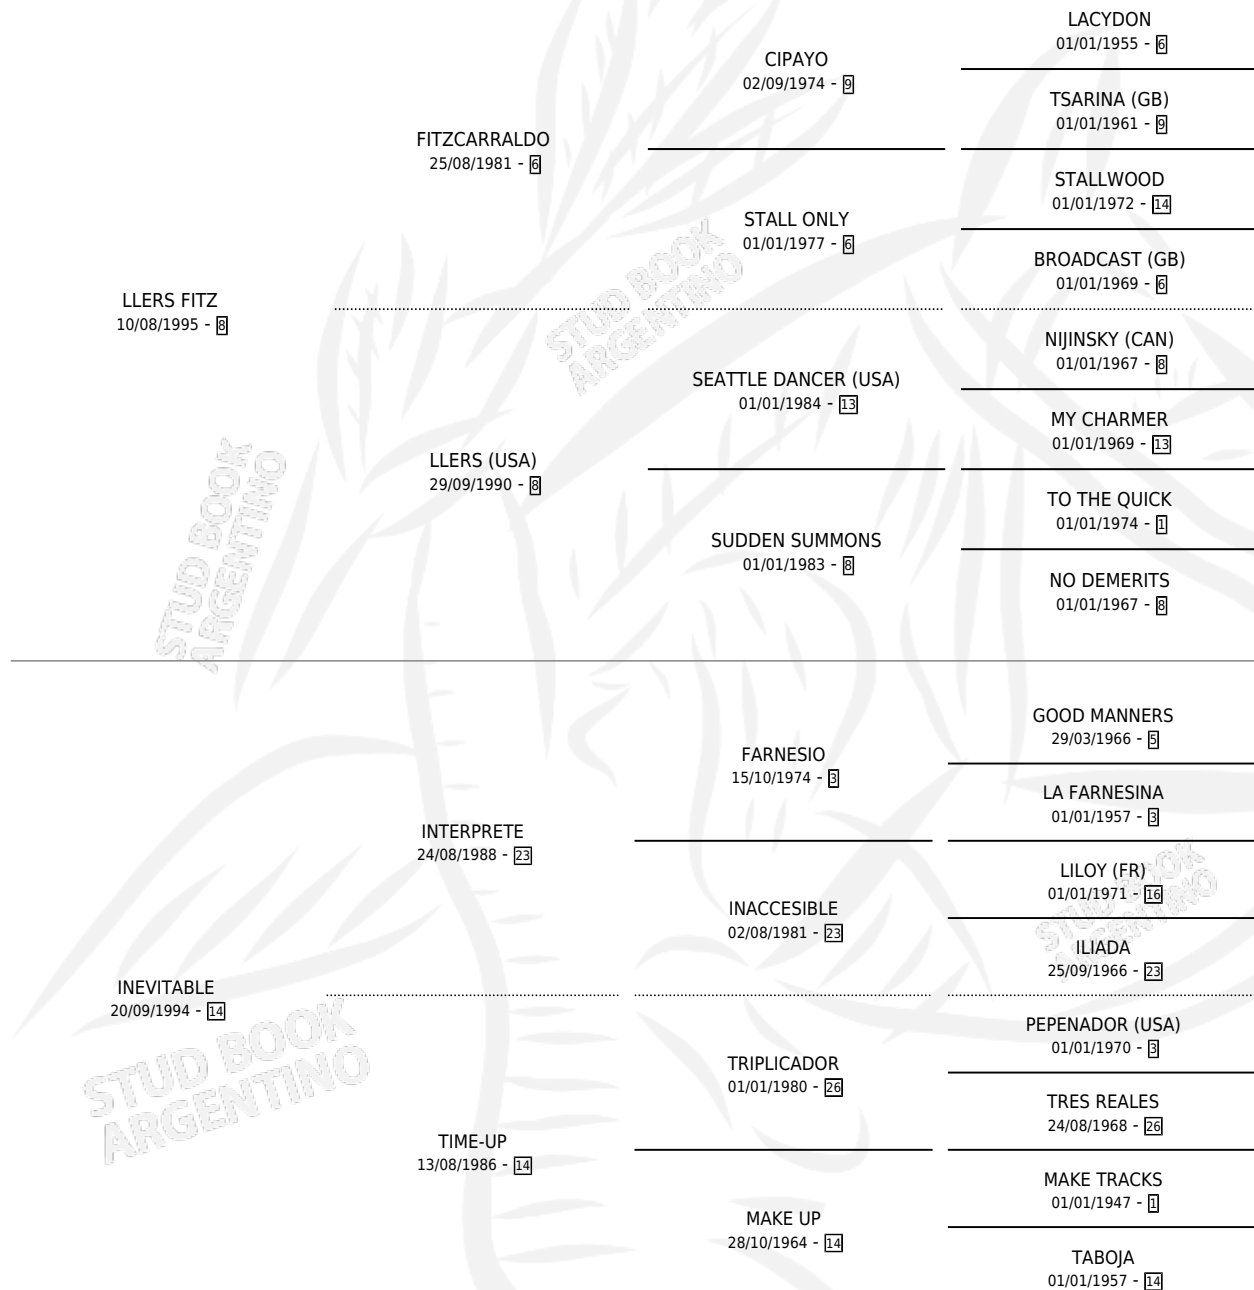 LACYDON
01/01/1955 - 6
CIPAYO
02/09/1974 - 9
TSARINA (GB)
01/01/1961 - 9
FITZCARRALDO
25/08/1981 - 6
STALLWOOD
01/01/1972 - 14
STALL ONLY
01/01/1977 - 6
BROADCAST (GB)
01/01/1969 - 6
LLERS FITZ
10/08/1995 - 8
NIJINSKY (CAN)
01/01/1967 - 8
SEATTLE DANCER (USA)
01/01/1984 - 13
MY CHARMER
01/01/1969 - 13
LLERS (USA)
29/09/1990 - 8
TO THE QUICK
01/01/1974 - 1
SUDDEN SUMMONS
01/01/1983 - 8
NO DEMERITS
01/01/1967 - 8
GOOD MANNERS
29/03/1966 - 5
FARNESIO
15/10/1974 - 3
LA FARNESINA
01/01/1957 - 3
INTERPRETE
24/08/1988 - 23
LILOY (FR)
01/01/1971 - 16
INACCESIBLE
02/08/1981 - 23
ILIADA
25/09/1966 - 23
INEVITABLE
20/09/1994 - 14
PEPENADOR (USA)
01/01/1970 - 3
TRIPLICADOR
01/01/1980 - 26
TRES REALES
24/08/1968 - 26
TIME-UP
13/08/1986 - 14
MAKE TRACKS
01/01/1947 - 1
MAKE UP
28/10/1964 - 14
TABOJA
01/01/1957 - 14
STUD BOOK
ARGENTINO
STUD BOOK
ARGENTINO
STUD BOOK
ARGENTINO
STUD BOOK
ARGENTINO